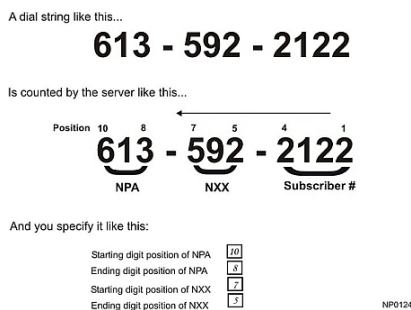 A dial string like this...
613 - 592 - 2122
Is counted by the server like this...
Position 10 8 7 5 4 1
613 - 592 - 2122
NPA NXX Subscriber #
And you specify it like this:
Starting digit position of NPA 10
Ending digit position of NPA 8
Starting digit position of NXX 7
Ending digit position of NXX 5
NP0124